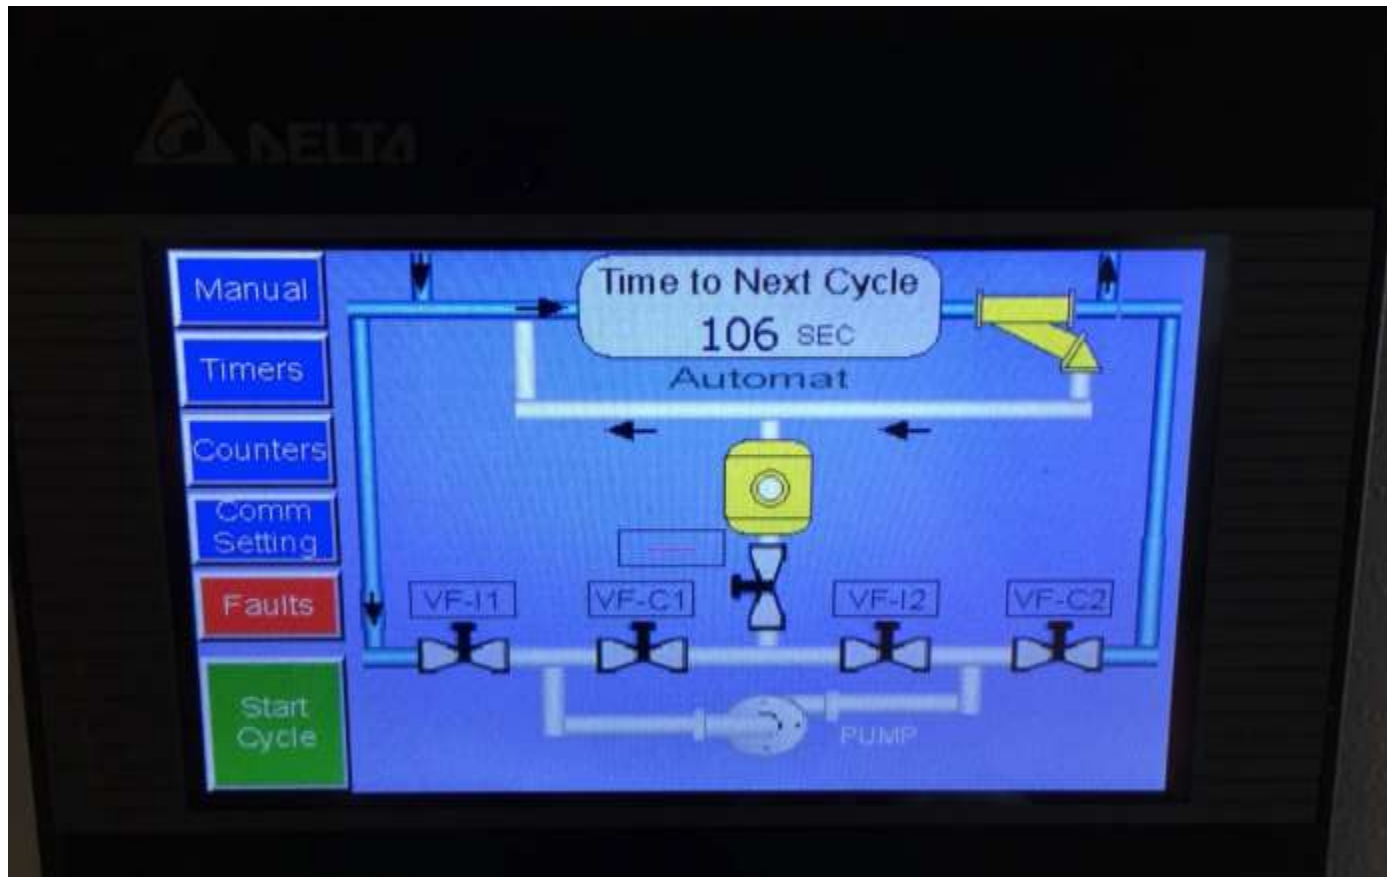 DELTA
Manual
Timers
Counters
Comm
Setting
Faults
Start
Cycle
Time to Next Cycle
106 SEC
Automat
VF-I1
VF-C1
VF-I2
VF-C2
PUMP